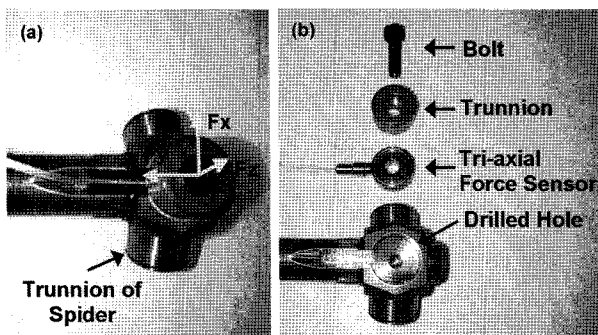 (a)
Fx
Trunnion of
Spider
(b)
Bolt
Trunnion
Tri-axial
Force Sensor
Drilled Hole